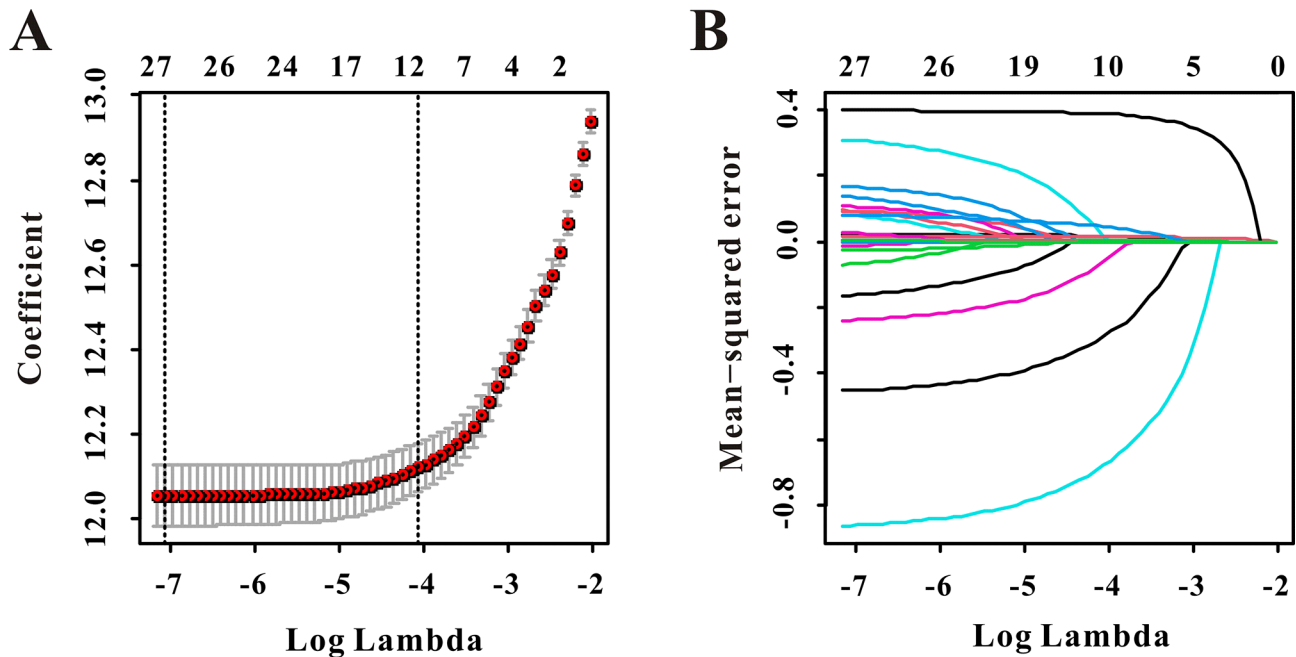 A
27 26 24 17 12 7 4 2
13.0
12.8
12.6
12.4
12.2
12.0
Coefficient
-7 -6 -5 -4 -3 -2
Log Lambda
B
27 26 19 10 5 0
0.4
0.0
-0.4
-0.8
Mean-squared error
-7 -6 -5 -4 -3 -2
Log Lambda